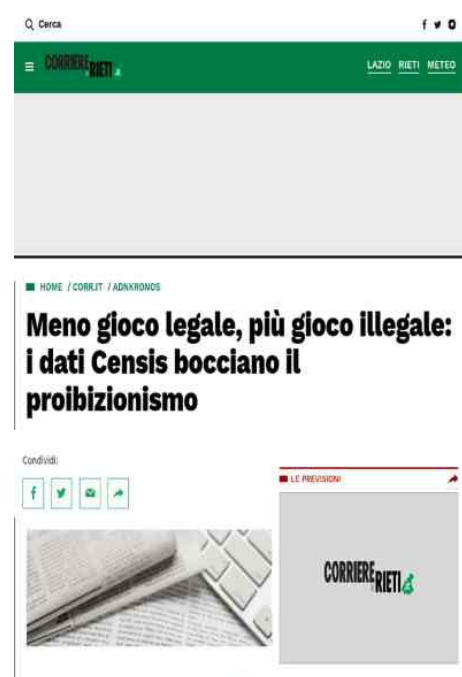 Cerca
CORRIERE RIETI
LAZIO RIETI METEO
HOME / CORR.IT / ADNKRONOS
Meno gioco legale, più gioco illegale:
i dati Censis bocciano il
proibizionismo
Condividi:
LE PREVISIONI
CORRIERE RIETI